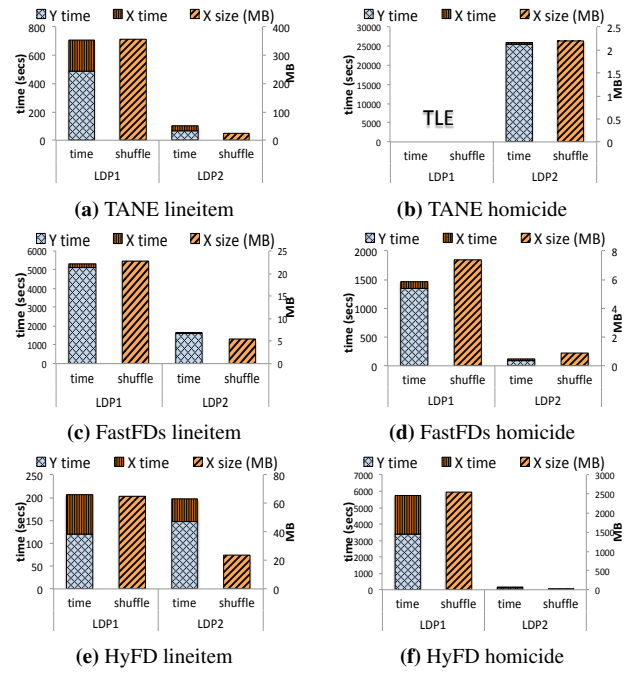 Y time X time X size (MB)
time (secs)
800
600
400
200
0
400
300
200
100
0
MB
time shuffle time shuffle
LDP1 LDP2
(a) TANE lineitem
Y time X time X size (MB)
time (secs)
30000
25000
20000
15000
10000
5000
0
2.5
2
1.5
1
0.5
0
MB
TLE
time shuffle time shuffle
LDP1 LDP2
(b) TANE homicide
Y time X time X size (MB)
time (secs)
6000
5000
4000
3000
2000
1000
0
25
20
15
10
5
0
MB
time shuffle time shuffle
LDP1 LDP2
(c) FastFDs lineitem
Y time X time X size (MB)
time (secs)
2000
1500
1000
500
0
8
6
4
2
0
MB
time shuffle time shuffle
LDP1 LDP2
(d) FastFDs homicide
Y time X time X size (MB)
time (secs)
250
200
150
100
50
0
80
60
40
20
0
MB
time shuffle time shuffle
LDP1 LDP2
(e) HyFD lineitem
Y time X time X size (MB)
time (secs)
7000
6000
5000
4000
3000
2000
1000
0
3000
2500
2000
1500
1000
500
0
MB
time shuffle time shuffle
LDP1 LDP2
(f) HyFD homicide